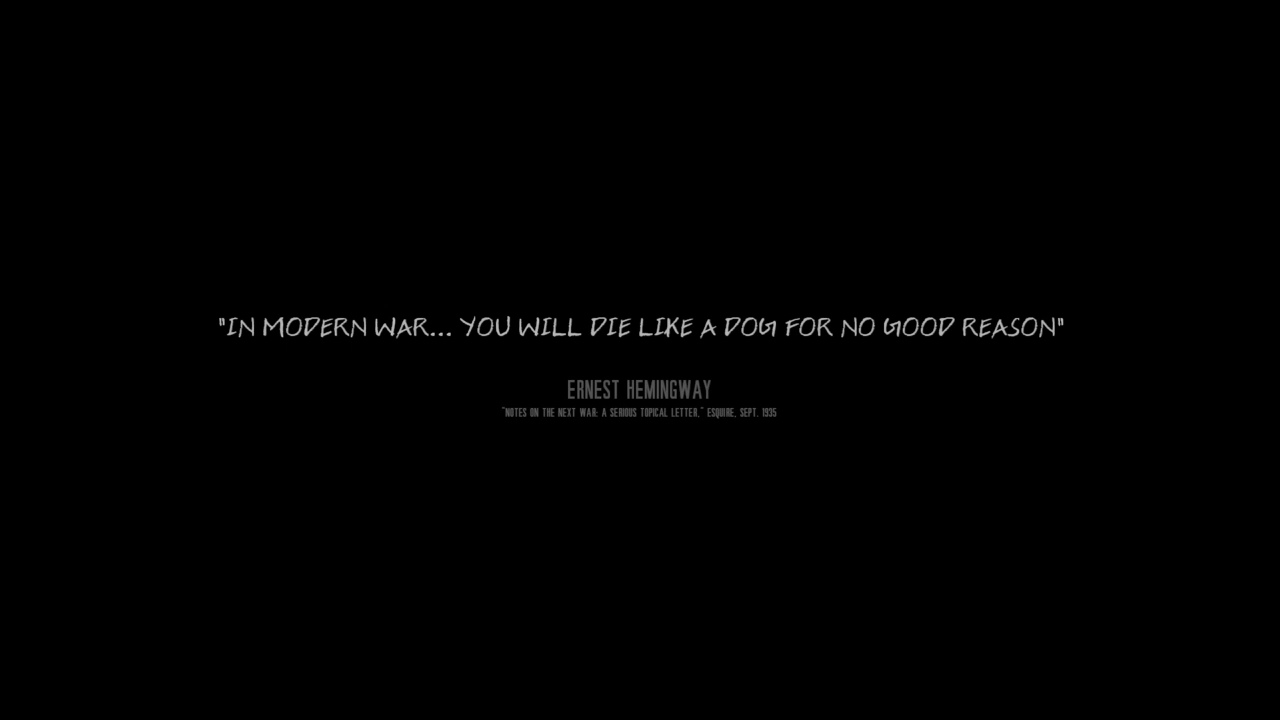 "IN MODERN WAR... YOU WILL DIE LIKE A DOG FOR NO GOOD REASON"
ERNEST HEMINGWAY
"NOTES ON THE NEXT WAR: A SERIOUS TOPICAL LETTER," ESQUIRE, SEPT. 1935